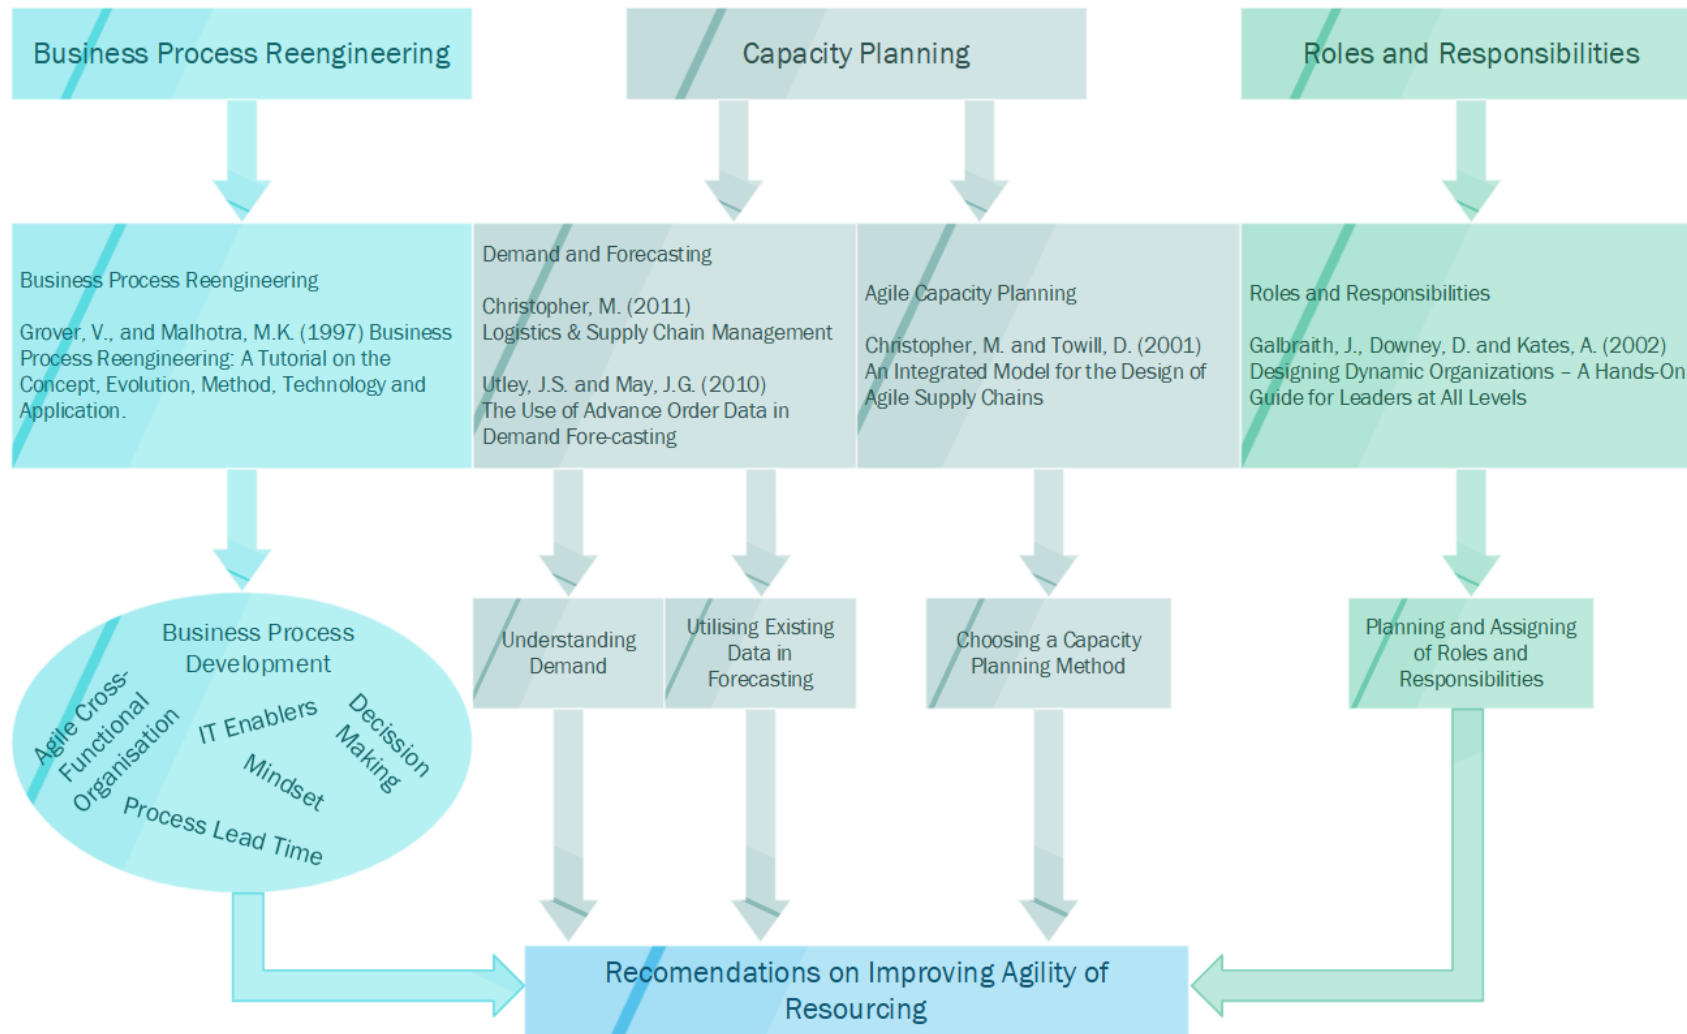 Business Process Reengineering
Capacity Planning
Roles and Responsibilities
Business Process Reengineering
Grover, V., and Malhotra, M.K. (1997) Business
Process Reengineering: A Tutorial on the
Concept, Evolution, Method, Technology and
Application.
Demand and Forecasting
Christopher, M. (2011)
Logistics & Supply Chain Management
Utley, J.S. and May, J.G. (2010)
The Use of Advance Order Data in
Demand Fore-casting
Agile Capacity Planning
Christopher, M. and Towill, D. (2001)
An Integrated Model for the Design of
Agile Supply Chains
Roles and Responsibilities
Galbraith, J., Downey, D. and Kates, A. (2002)
Designing Dynamic Organizations – A Hands-On
Guide for Leaders at All Levels
Business Process
Development
Agile Cross-
Functional
Organisation
IT Enablers
Decission
Making
Mindset
Process Lead Time
Understanding
Demand
Utilising Existing
Data in
Forecasting
Choosing a Capacity
Planning Method
Planning and Assigning
of Roles and
Responsibilities
Recomendations on Improving Agility of
Resourcing